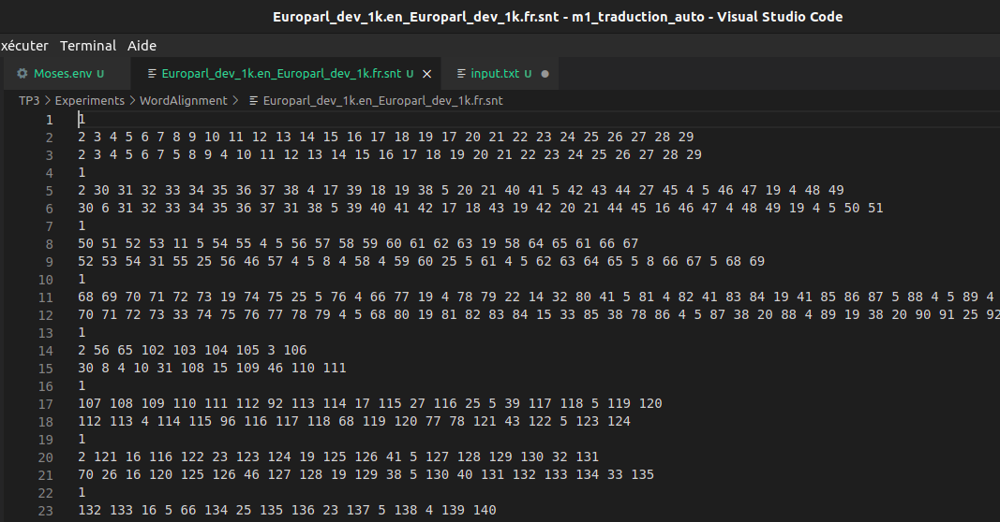 Europarl_dev_1k.en_Europarl_dev_1k.fr.snt - m1_traduction_auto - Visual Studio Code
xécuter Terminal Aide
Moses.env U Europarl_dev_1k.en_Europarl_dev_1k.fr.snt U input.txt U
TP3 > Experiments > WordAlignment > Europarl_dev_1k.en_Europarl_dev_1k.fr.snt
1 1
2 2 3 4 5 6 7 8 9 10 11 12 13 14 15 16 17 18 19 17 20 21 22 23 24 25 26 27 28 29
3 2 3 4 5 6 7 5 8 9 4 10 11 12 13 14 15 16 17 18 19 20 21 22 23 24 25 26 27 28 29
4 1
5 2 30 31 32 33 34 35 36 37 38 4 17 39 18 19 38 5 20 21 40 41 5 42 43 44 27 45 4 5 46 47 19 4 48 49
6 30 6 31 32 33 34 35 36 37 31 38 5 39 40 41 42 17 18 43 19 42 20 21 44 45 16 46 47 4 48 49 19 4 5 50 51
7 1
8 50 51 52 53 11 5 54 55 4 5 56 57 58 59 60 61 62 63 19 58 64 65 61 66 67
9 52 53 54 31 55 25 56 46 57 4 5 8 4 58 4 59 60 25 5 61 4 5 62 63 64 65 5 8 66 67 5 68 69
10 1
11 68 69 70 71 72 73 19 74 75 25 5 76 4 66 77 19 4 78 79 22 14 32 80 41 5 81 4 82 41 83 84 19 41 85 86 87 5 88 4 5 89 4
12 70 71 72 73 33 74 75 76 77 78 79 4 5 68 80 19 81 82 83 84 15 33 85 38 78 86 4 5 87 38 20 88 4 89 19 38 20 90 91 25 92
13 1
14 2 56 65 102 103 104 105 3 106
15 30 8 4 10 31 108 15 109 46 110 111
16 1
17 107 108 109 110 111 112 92 113 114 17 115 27 116 25 5 39 117 118 5 119 120
18 112 113 4 114 115 96 116 117 118 68 119 120 77 78 121 43 122 5 123 124
19 1
20 2 121 16 116 122 23 123 124 19 125 126 41 5 127 128 129 130 32 131
21 70 26 16 120 125 126 46 127 128 19 129 38 5 130 40 131 132 133 134 33 135
22 1
23 132 133 16 5 66 134 25 135 136 23 137 5 138 4 139 140